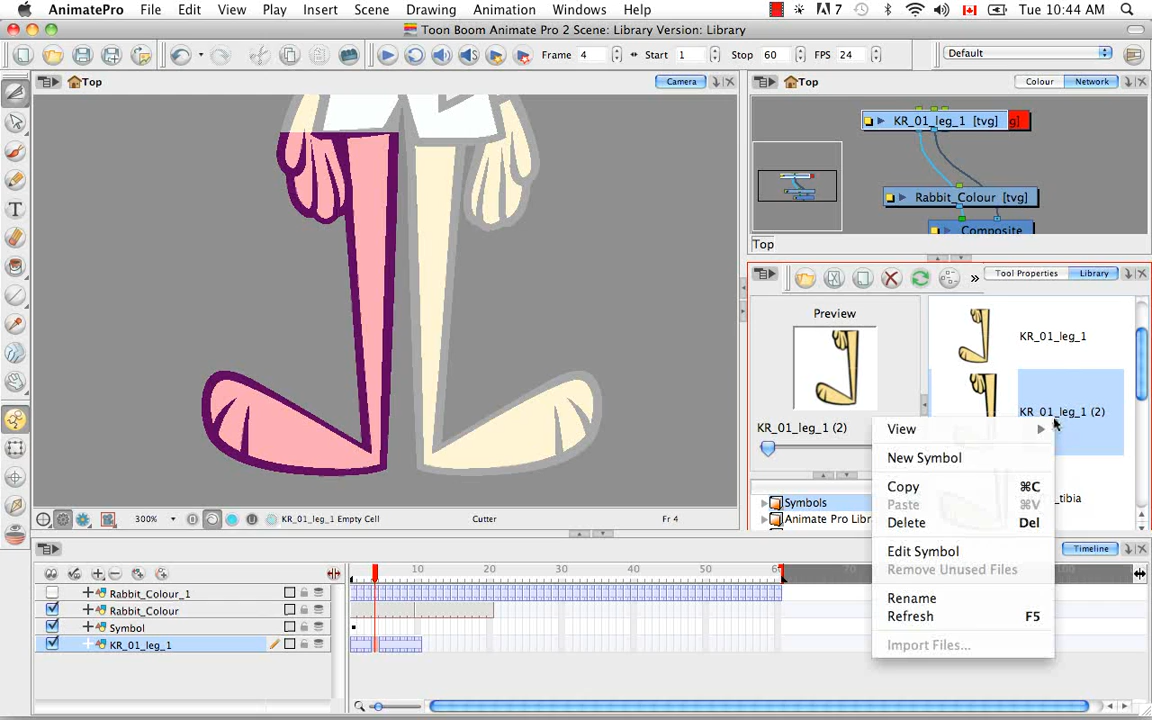 AnimatePro File Edit View Play Insert Scene Drawing Animation Windows Help 7 Tue 10:44 AM
Toon Boom Animate Pro 2 Scene: Library Version: Library
Frame 4 Start 1 Stop 60 FPS 24 Default
Top Camera
Top Colour Network
KR_01_leg_1 [tvg] g]
Rabbit_Colour [tvg]
Composite
Top
Tool Properties Library
»
Preview
KR_01_leg_1
KR_01_leg_1 (2)
KR_01_leg_1 (2)
View
New Symbol
Copy ⌘C
Paste ⌘V
Delete Del
Edit Symbol
Remove Unused Files
Rename
Refresh F5
Import Files...
_tibia
Symbols
Animate Pro Libr
300% KR_01_leg_1 Empty Cell Cutter Fr 4
Timeline
10 20 30 40 50 6
Rabbit_Colour_1
Rabbit_Colour
Symbol
KR_01_leg_1